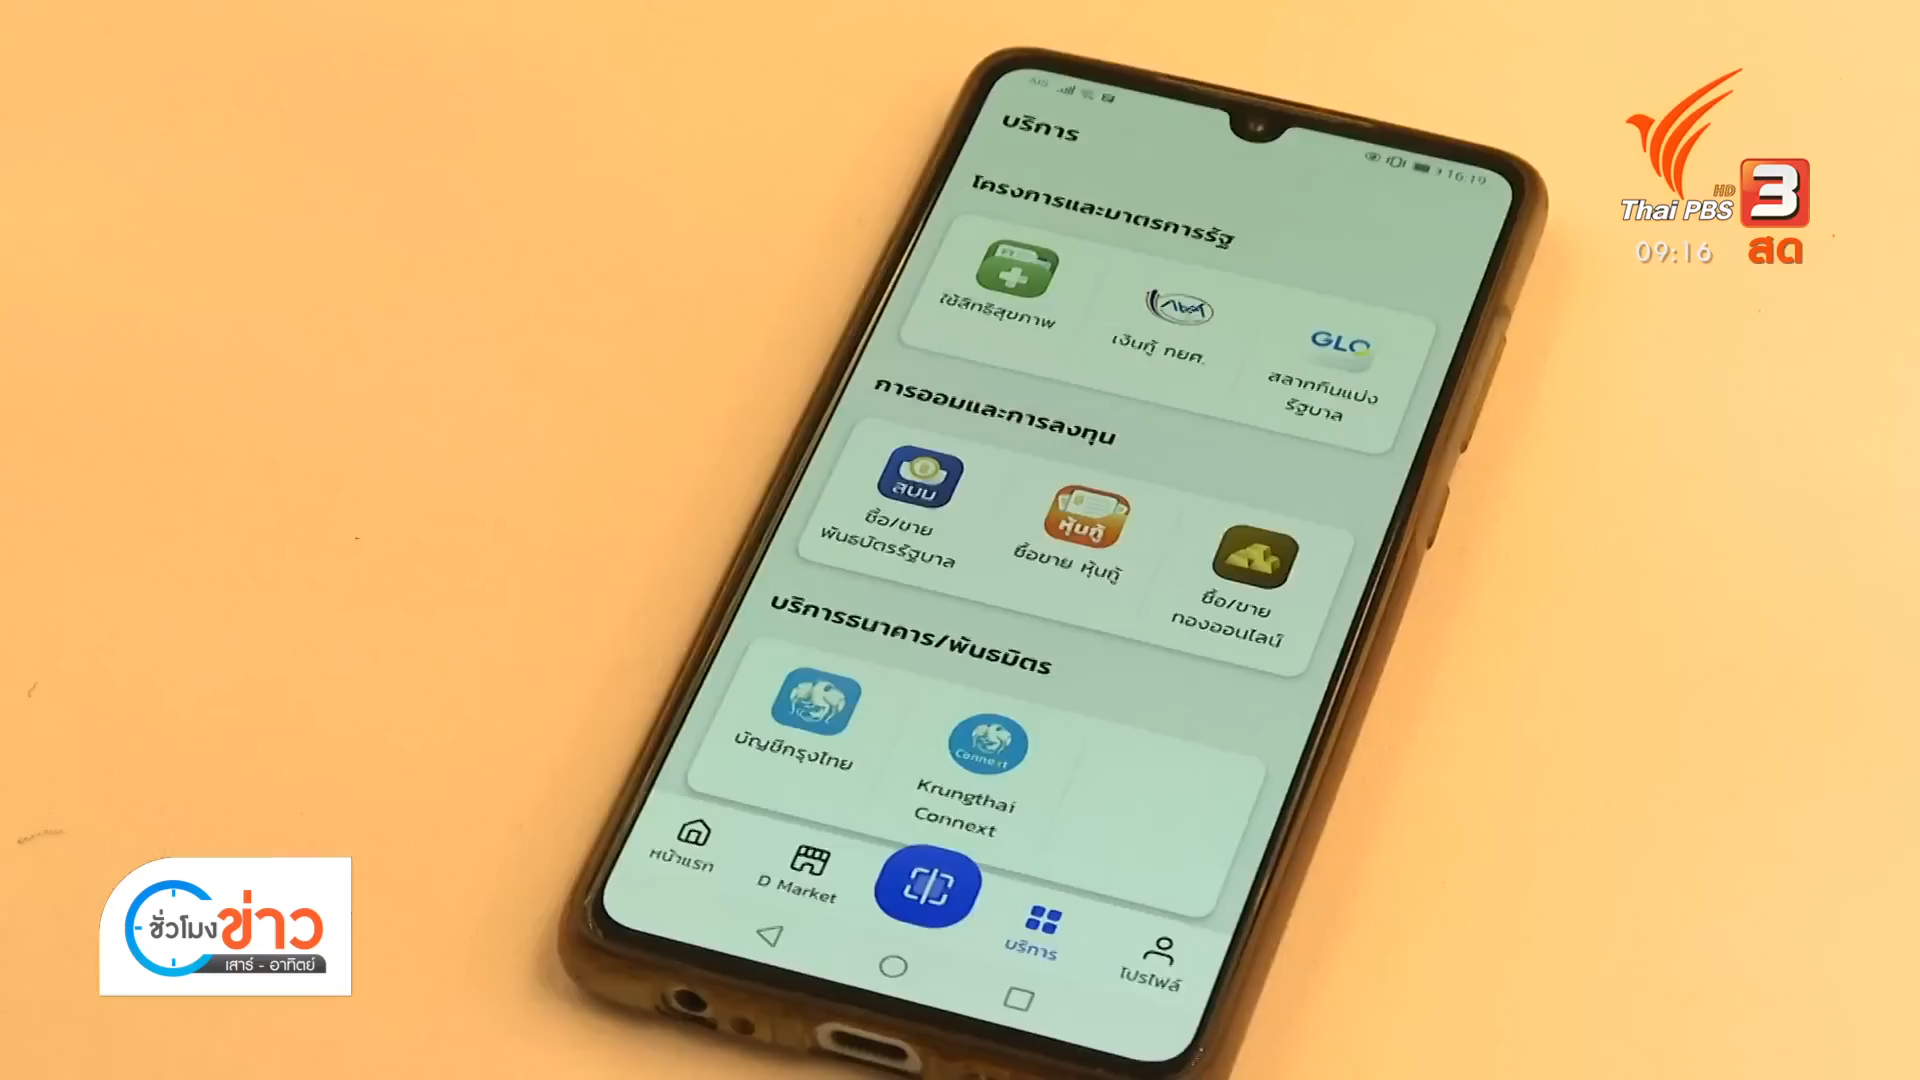 AIS
16:19
บริการ
โครงการและมาตรการรัฐ
ใช้สิทธิสุขภาพ
เงินกู้ กยศ.
GLO
สลากกินแบ่ง
รัฐบาล
การออมและการลงทุน
สบน
ซื้อ/ขาย
พันธบัตรรัฐบาล
หุ้นกู้
ซื้อขาย หุ้นกู้
ซื้อ/ขาย
ทองออนไลน์
บริการธนาคาร/พันธมิตร
บัญชีกรุงไทย
Connext
Krungthai
Connext
หน้าแรก
D Market
บริการ
โปรไฟล์
Thai PBS
HD
3
09:16
สด
ชั่วโมงข่าว
เสาร์ - อาทิตย์